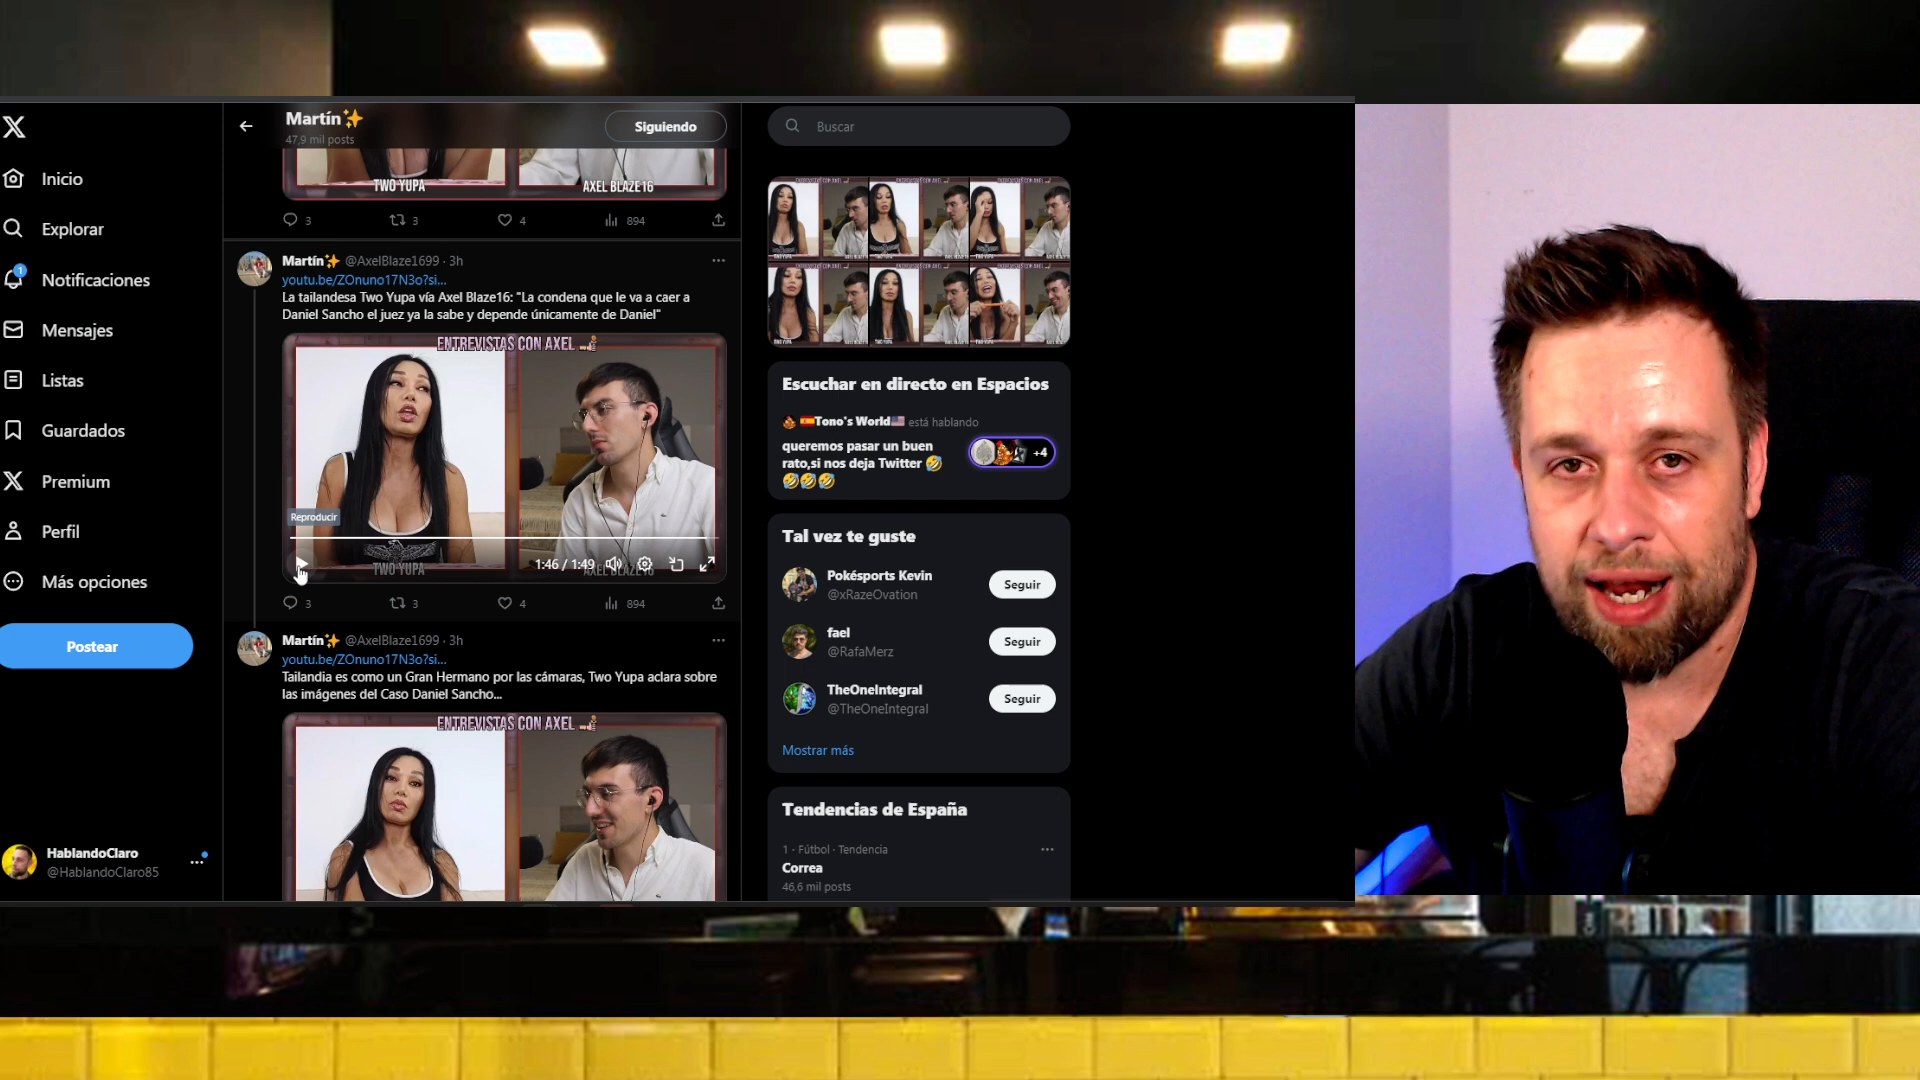 Inicio
Explorar
1
Notificaciones
Mensajes
Listas
Guardados
Premium
Perfil
Más opciones
Postear
HablandoClaro
@HablandoClaro85
Martín✨
47,9 mil posts
Siguiendo
TWO YUPA
AXEL BLAZE16
3
3
4
894
Martín✨ @AxelBlaze1699 · 3h
youtu.be/ZOnuno17N3o?si...
La tailandesa Two Yupa vía Axel Blaze16: "La condena que le va a caer a
Daniel Sancho el juez ya la sabe y depende únicamente de Daniel"
ENTREVISTAS CON AXEL
Reproducir
1:46 / 1:49
TWO YUPA
AXEL BLAZE16
3
3
4
894
Martín✨ @AxelBlaze1699 · 3h
youtu.be/ZOnuno17N3o?si...
Tailandia es como un Gran Hermano por las cámaras, Two Yupa aclara sobre
las imágenes del Caso Daniel Sancho...
ENTREVISTAS CON AXEL
Buscar
Escuchar en directo en Espacios
Tono's World está hablando
queremos pasar un buen
rato,si nos deja Twitter 🤣
🤣🤣🤣
+4
Tal vez te guste
Pokésports Kevin
@xRazeOvation
Seguir
fael
@RafaMerz
Seguir
TheOneIntegral
@TheOneIntegral
Seguir
Mostrar más
Tendencias de España
1 · Fútbol · Tendencia
Correa
46,6 mil posts